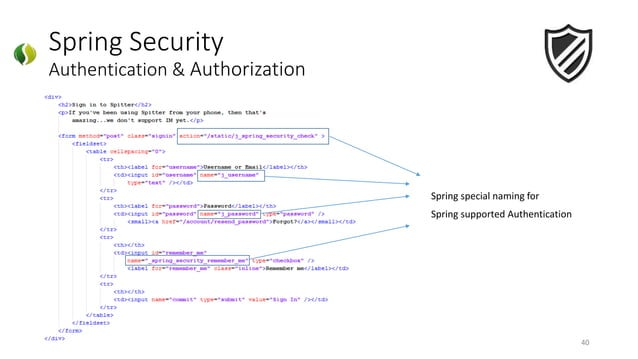 Spring Security
Authentication & Authorization
<div>
<h2>Sign in to Spitter</h2>
<p>If you've been using Spitter from your phone, then that's
amazing...we don't support IM yet.</p>
<form method="post" class="signin" action="/static/j_spring_security_check" >
<fieldset>
<table cellspacing="0">
<tr>
<th><label for="username">Username or Email</label></th>
<td><input id="username" name="j_username"
type="text" /></td>
</tr>
<tr>
<th><label for="password">Password</label></th>
<td><input id="password" name="j_password" type="password" />
<small><a href="/account/resend_password">Forgot?</a></small></td>
</tr>
<tr>
<th></th>
<td><input id="remember_me"
name="_spring_security_remember_me" type="checkbox" />
<label for="remember_me" class="inline">Remember me</label></td>
</tr>
<tr>
<th></th>
<td><input name="commit" type="submit" value="Sign In" /></td>
</tr>
</table>
</fieldset>
</form>
</div>
Spring special naming for
Spring supported Authentication
40